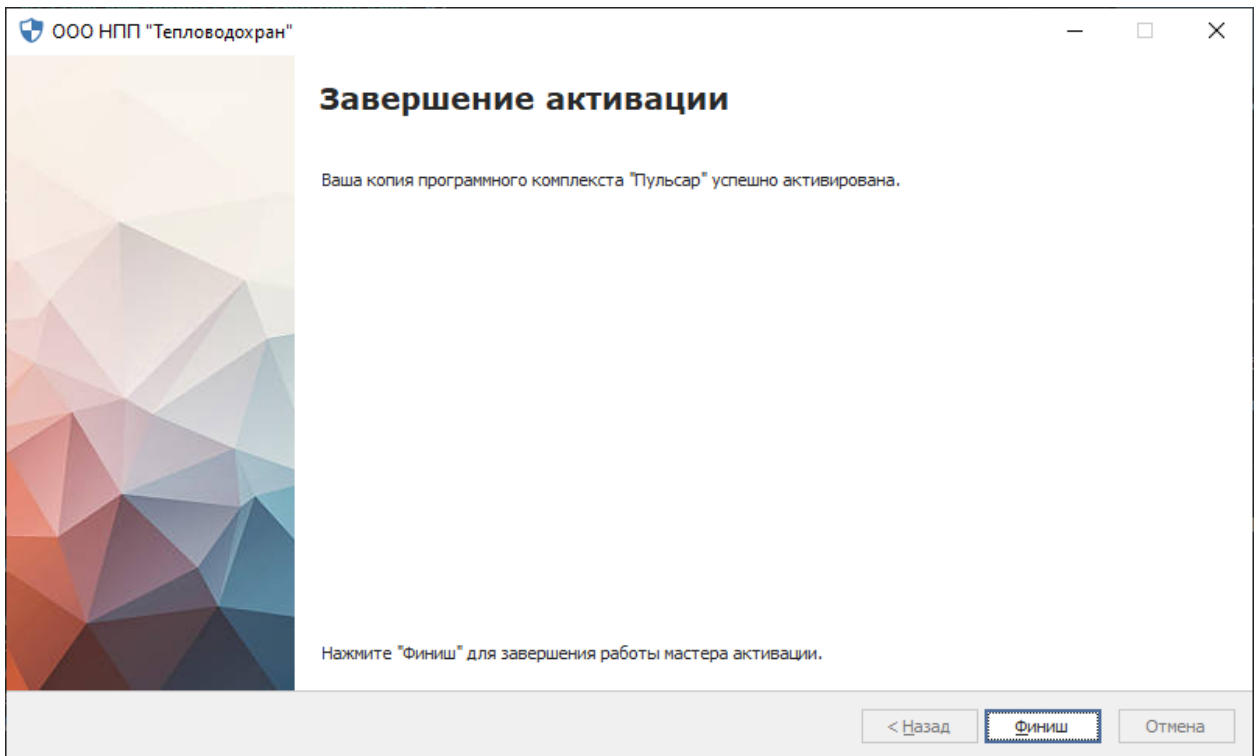 ООО НПП "Тепловодохран"
Завершение активации
Ваша копия программного комплекста "Пульсар" успешно активирована.
Нажмите "Финиш" для завершения работы мастера активации.
< Назад
Финиш
Отмена